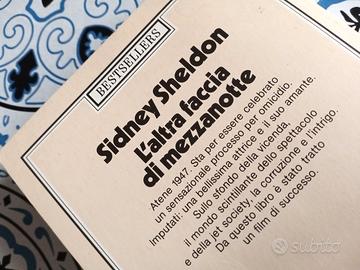 BESTSELLERS
Sidney Sheldon
L'altra faccia
di mezzanotte
Atene 1947. Sta per essere celebrato
un sensazionale processo per omicidio.
Imputati: una bellissima attrice e il suo amante.
Sullo sfondo della vicenda,
il mondo scintillante dello spettacolo
e della jet society, la corruzione e l'intrigo.
Da questo libro è stato tratto
un film di successo.
subito